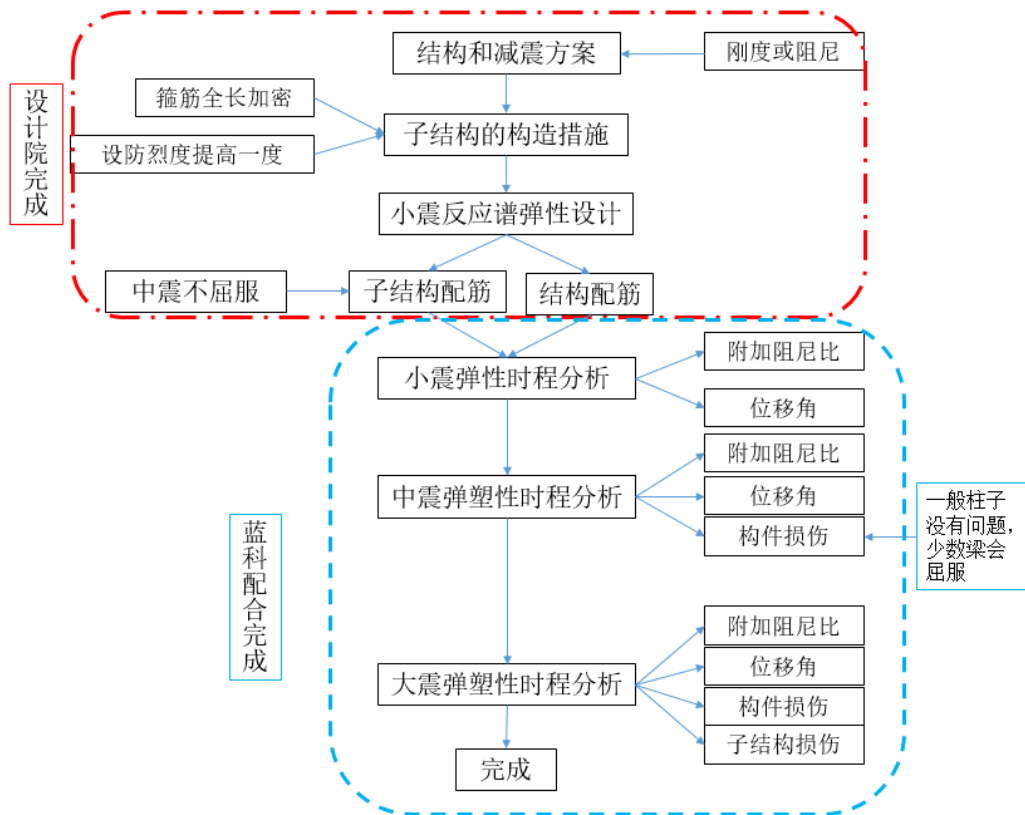 结构和减震方案
刚度或阻尼
设计院完成
箍筋全长加密
子结构的构造措施
设防烈度提高一度
小震反应谱弹性设计
中震不屈服
子结构配筋
结构配筋
小震弹性时程分析
附加阻尼比
位移角
中震弹塑性时程分析
附加阻尼比
位移角
构件损伤
一般柱子
没有问题，
少数梁会
屈服
蓝科配合完成
大震弹塑性时程分析
附加阻尼比
位移角
构件损伤
子结构损伤
完成